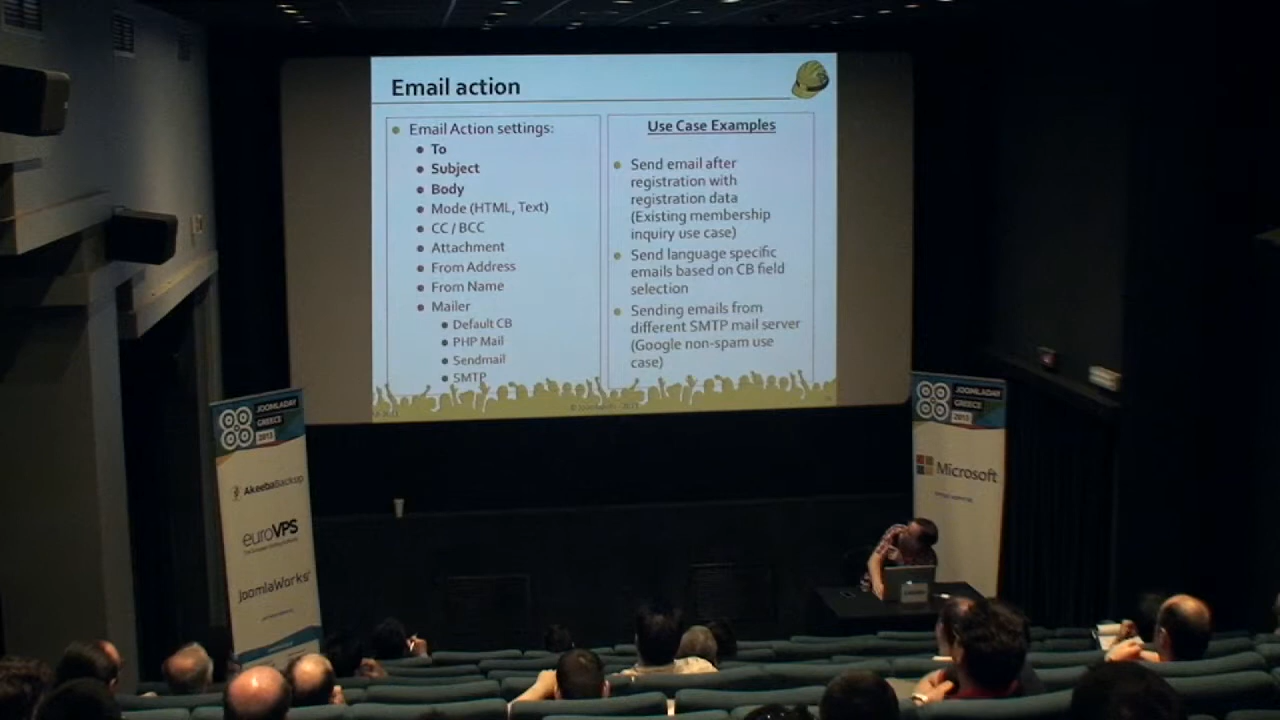 Email action
Email Action settings:
To
Subject
Body
Mode (HTML, Text)
CC / BCC
Attachment
From Address
From Name
Mailer
Default CB
PHP Mail
Sendmail
SMTP
Use Case Examples
Send email after
registration with
registration data
(Existing membership
inquiry use case)
Send language specific
emails based on CB field
selection
Sending emails from
different SMTP mail server
(Google non-spam use
case)
JOOMLADAY
GREECE
2013
AkeebaBackup
euroVPS
JoomlaWorks
JOOMLADAY
GREECE
2013
Microsoft